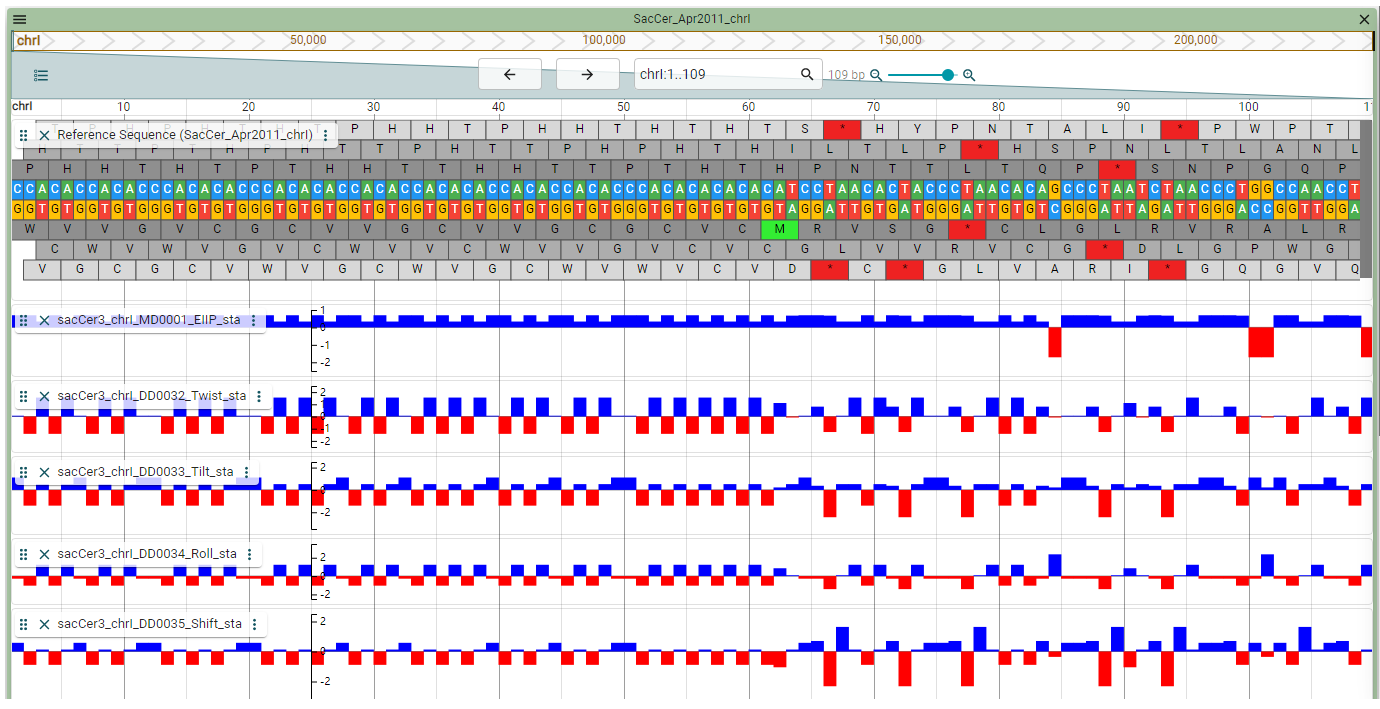 SacCer_Apr2011_chrI
chrI 50,000 100,000 150,000 200,000
chrI:1..109 109 bp
chrI 10 20 30 40 50 60 70 80 90 100
Reference Sequence (SacCer_Apr2011_chrI) P H H T P H H T H T H T S * H Y P N T A L I * P W P T
H T T P T H P H T T P H T T P H P H T H I L T L P * H S P N L T L A N L
P H H T H T P T H H T T H H T T P T H T H P N T T L T Q P * S N P G Q P
CCACACCACACCCACACACCCACACACCACACCACACACCACACCACACCCACACACACACATCCTAACACTACCCTAACACAGCCCTAATCTAACCCTGGCCAACCT
GGTGTGGTGTGGGTGTGTGGGTGTGTGGTGTGGTGTGTGGTGTGGTGTGGGTGTGTGTGTGTAGGATTGTGATGGGATTGTGTCGGGATTAGATTGGGACCGGTTGGA
W V V G V C G C V V G C V V G C G C V C M R V S G * C L G L R V R A L R
C W V W V G V C W V V C W V V G V C V C G L V V R V C G * D L G P W G
V G C G C V W V G C W V G C W V W V C V D * C * G L V A R I * G Q G V Q
sacCer3_chrI_MD0001_EIIP_sta 1 0 -1 -2
sacCer3_chrI_DD0032_Twist_sta 2 1 -1 -2
sacCer3_chrI_DD0033_Tilt_sta 2 0 -2
sacCer3_chrI_DD0034_Roll_sta 2 0 -2
sacCer3_chrI_DD0035_Shift_sta 2 0 -2